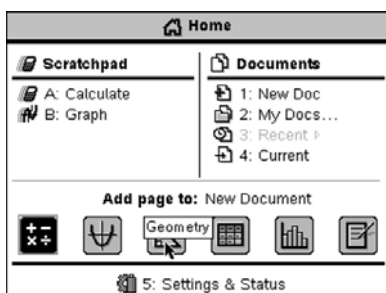 Home
Scratchpad
A: Calculate
B: Graph
Documents
1: New Doc
2: My Docs...
3: Recent ▹
4: Current
Add page to: New Document
Geometry
5: Settings & Status